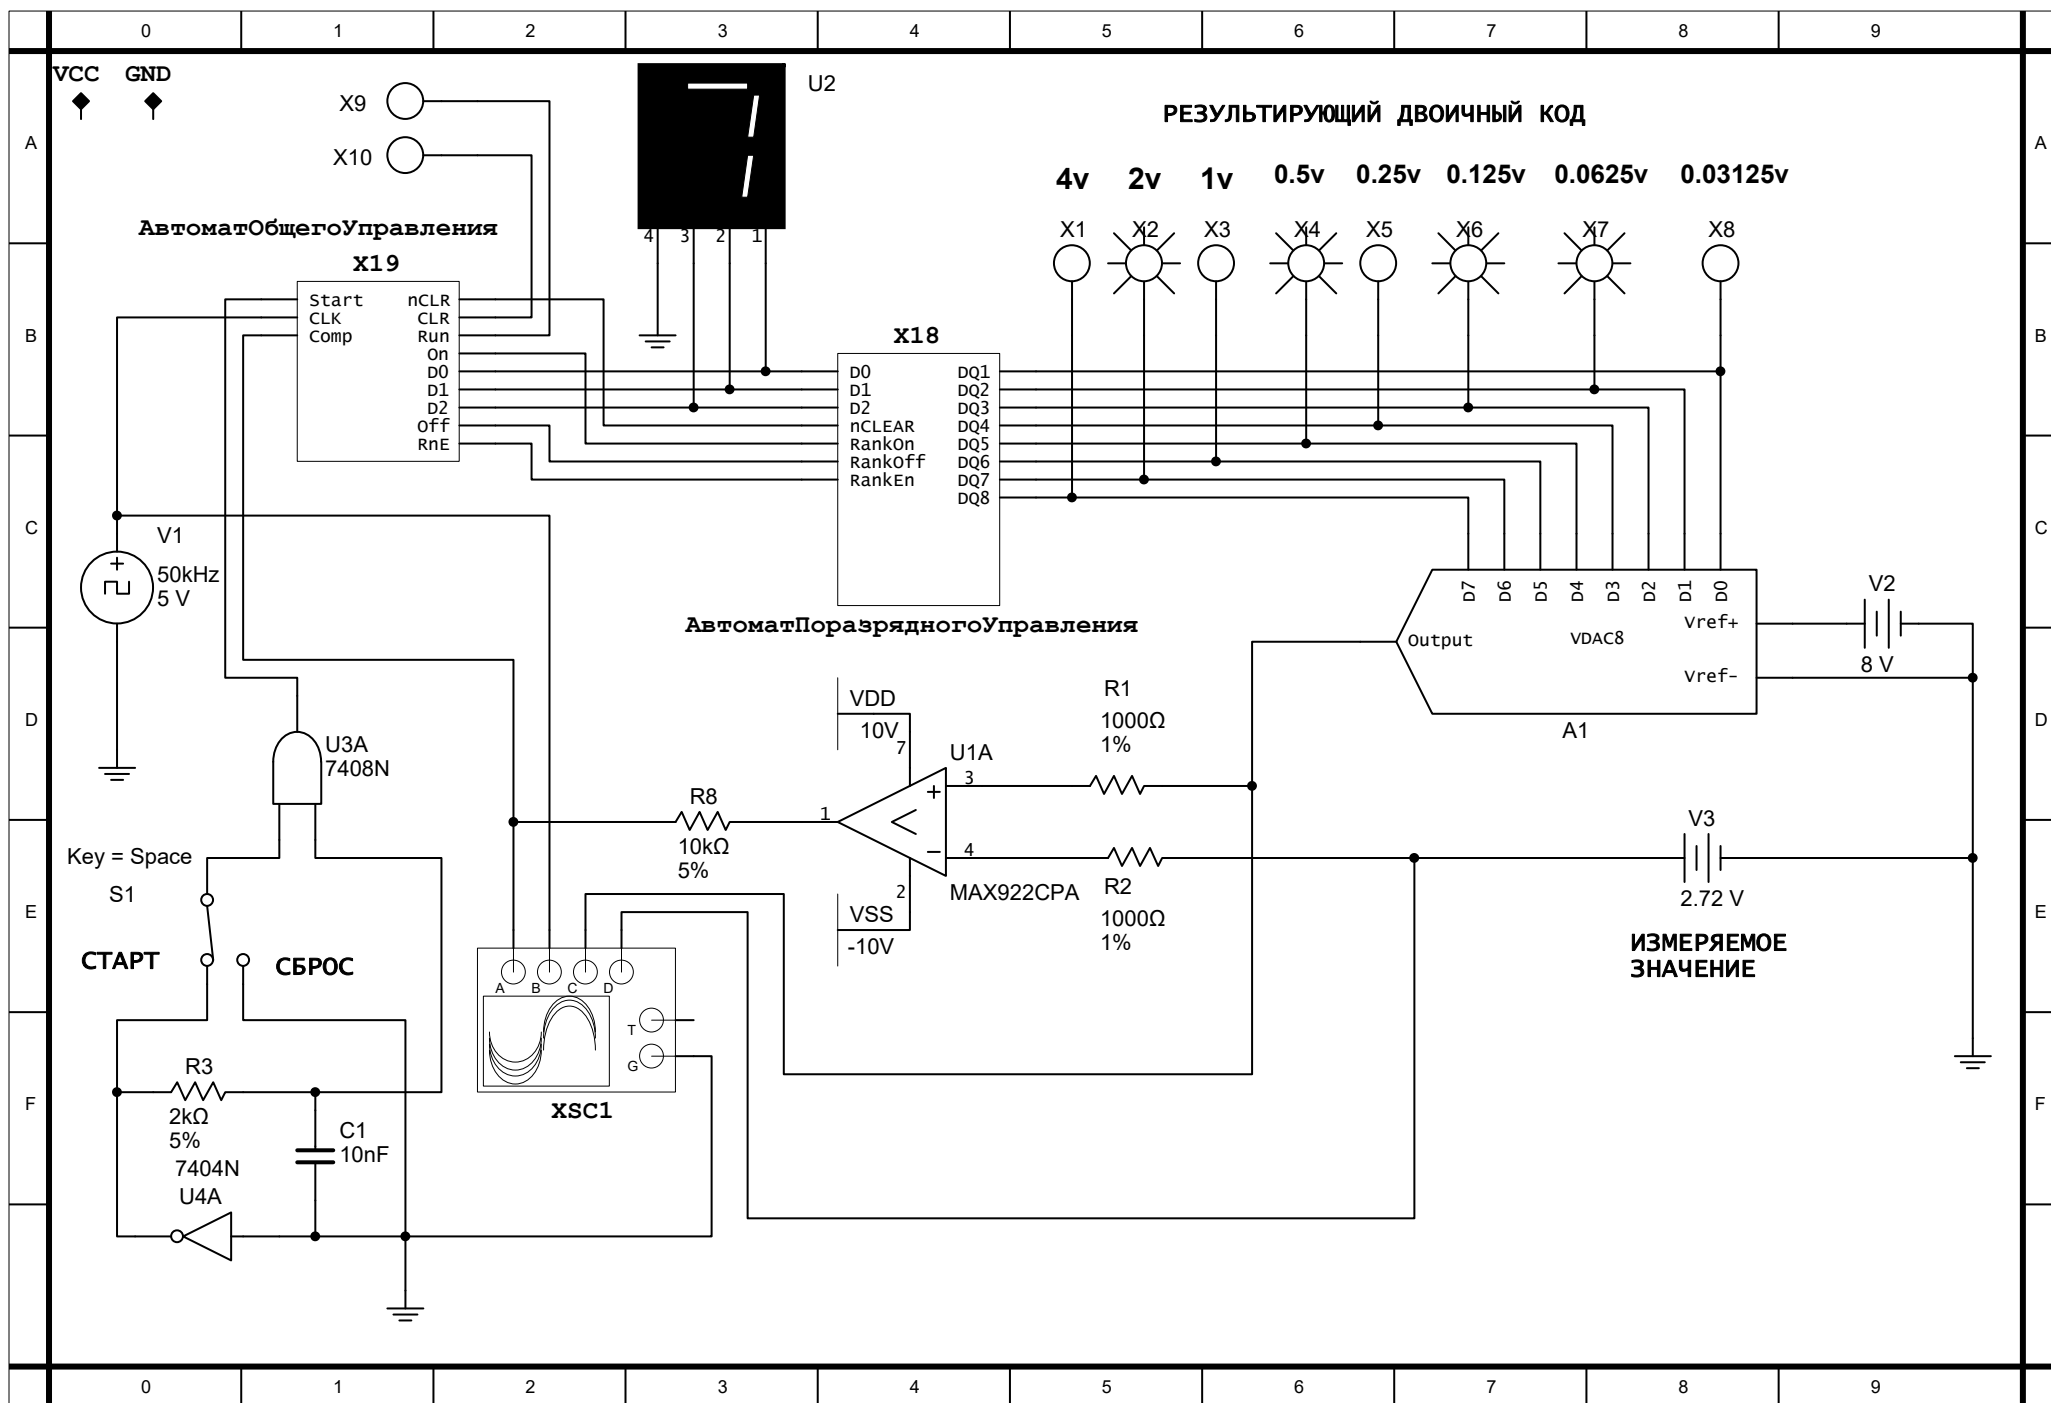 0 1 2 3 4 5 6 7 8 9
VCC GND
X9
X10
U2
4 3 2 1
A A
РЕЗУЛЬТИРУЮЩИЙ ДВОИЧНЫЙ КОД
4v 2v 1v 0.5v 0.25v 0.125v 0.0625v 0.03125v
X1 X2 X3 X4 X5 X6 X7 X8
АвтоматОбщегоУправления
X19
Start nCLR
CLK CLR
Comp Run
On
D0
D1
D2
Off
RnE
B B
X18
D0 DQ1
D1 DQ2
D2 DQ3
nCLEAR DQ4
RankOn DQ5
RankOff DQ6
RankEn DQ7
DQ8
АвтоматПоразрядногоУправления
C C
V1
50kHz
5 V
D7 D6 D5 D4 D3 D2 D1 D0
Vref+
Output VDAC8
Vref-
A1
V2
8 V
D D
U3A
7408N
VDD
10V
7
U1A
3
1
4
2
MAX922CPA
VSS
-10V
R1
1000Ω
1%
R2
1000Ω
1%
R8
10kΩ
5%
V3
2.72 V
ИЗМЕРЯЕМОЕ
ЗНАЧЕНИЕ
E E
Key = Space
S1
СТАРТ СБРОС
A B C D
T
G
XSC1
F F
R3
2kΩ
5%
7404N
U4A
C1
10nF
0 1 2 3 4 5 6 7 8 9